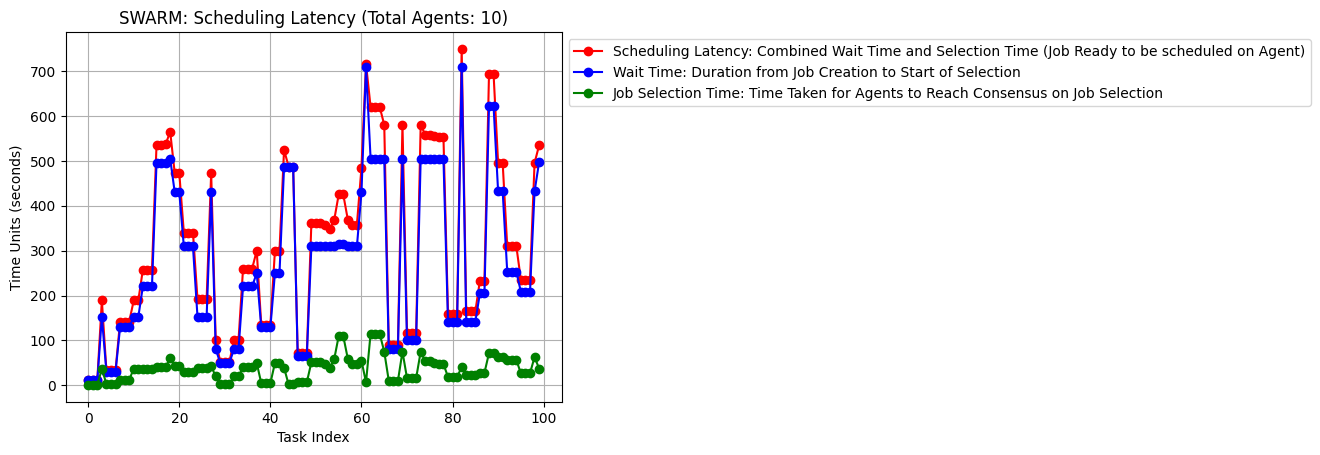 SWARM: Scheduling Latency (Total Agents: 10)
Scheduling Latency: Combined Wait Time and Selection Time (Job Ready to be scheduled on Agent)
Wait Time: Duration from Job Creation to Start of Selection
Job Selection Time: Time Taken for Agents to Reach Consensus on Job Selection
Time Units (seconds)
700
600
500
400
300
200
100
0
0 20 40 60 80 100
Task Index